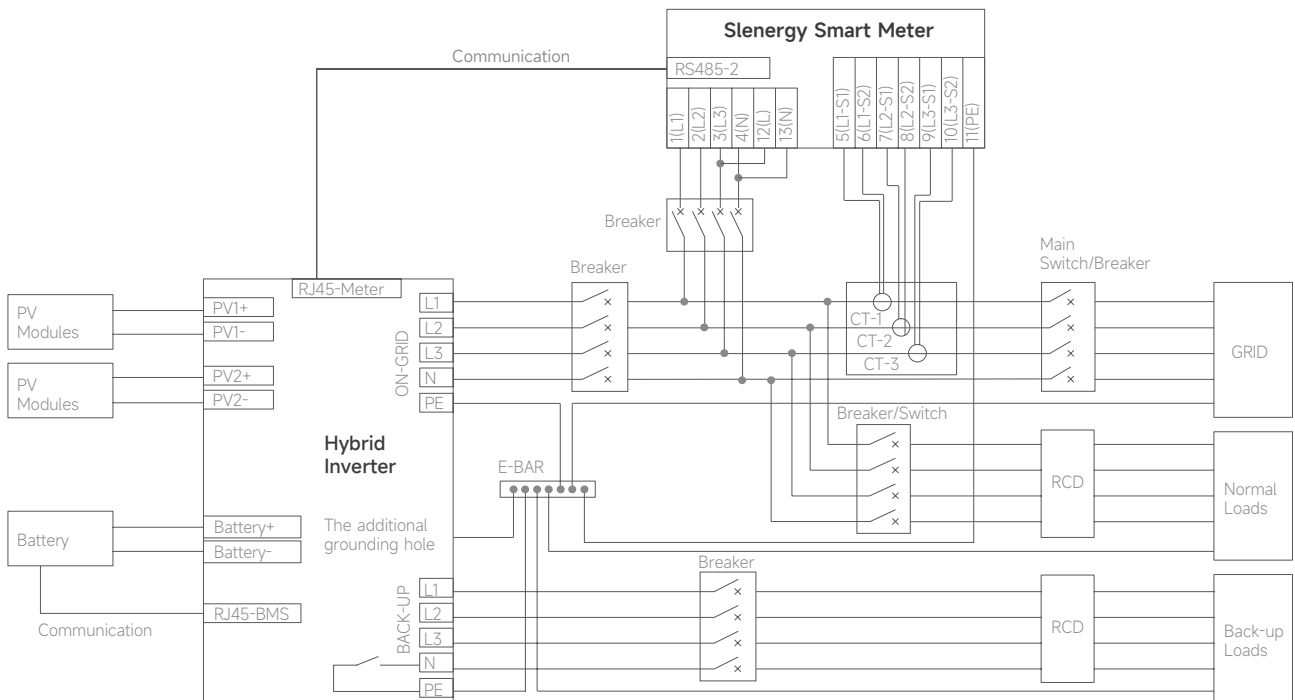 Slenergy Smart Meter
Communication
RS485-2
1(L1)
2(L2)
3(L3)
4(N)
12(L)
13(N)
5(L1-S1)
6(L1-S2)
7(L2-S1)
8(L2-S2)
9(L3-S1)
10(L3-S2)
11(PE)
Breaker
Breaker
Main
Switch/Breaker
RJ45-Meter
PV
Modules
PV1+
PV1-
PV
Modules
PV2+
PV2-
ON-GRID
L1
L2
L3
N
PE
CT-1
CT-2
CT-3
GRID
Breaker/Switch
Hybrid
Inverter
E-BAR
RCD
Normal
Loads
Battery
Battery+
Battery-
The additional
grounding hole
Breaker
RJ45-BMS
Communication
BACK-UP
L1
L2
L3
N
PE
RCD
Back-up
Loads